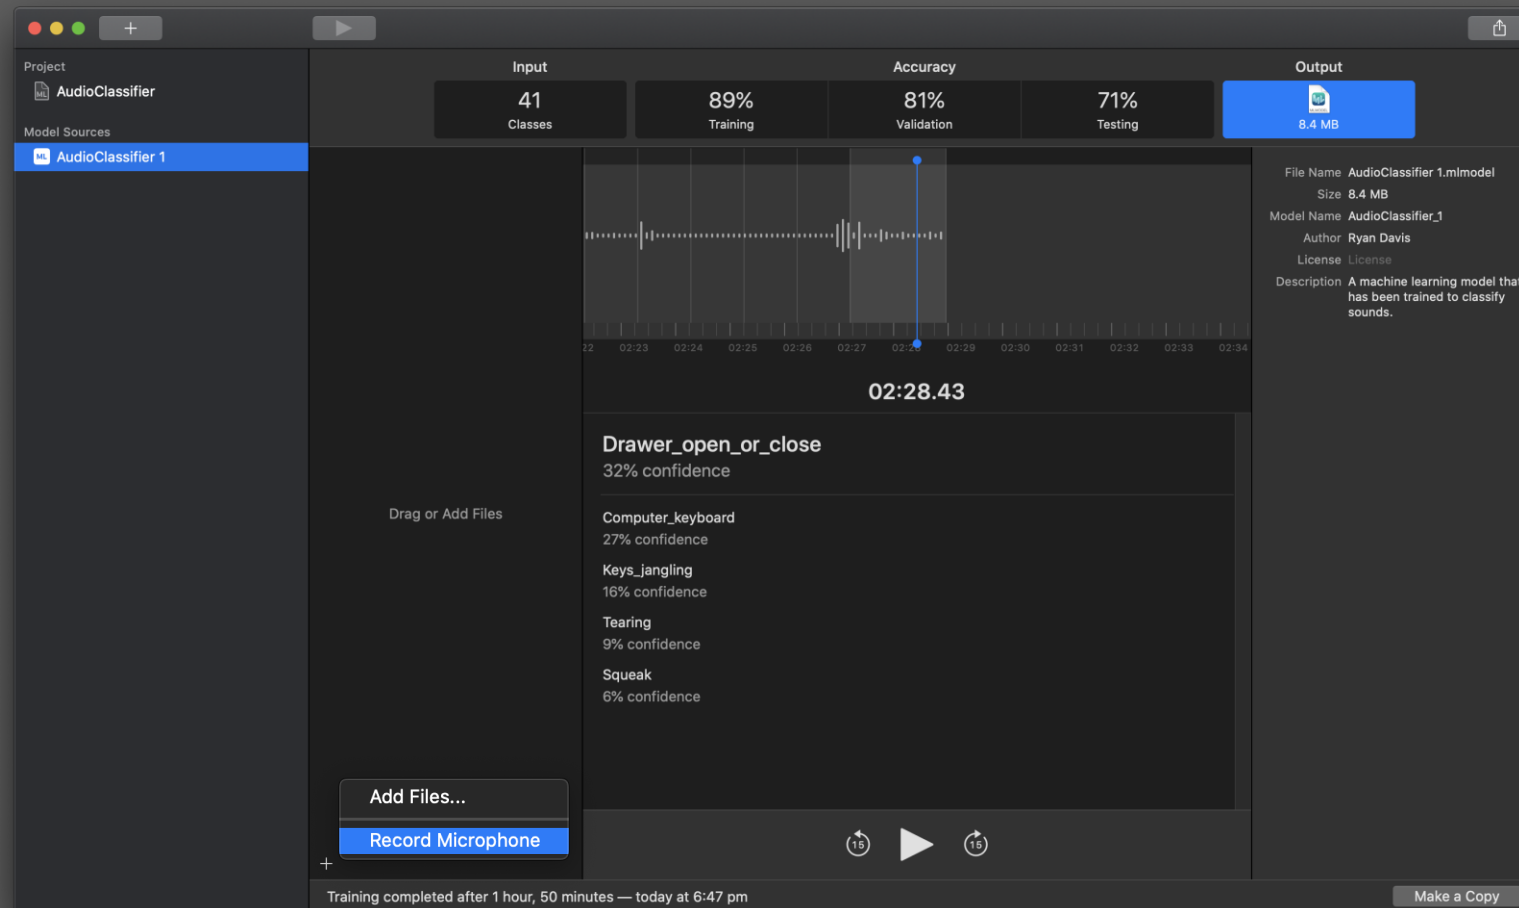 Project
AudioClassifier
Model Sources
ML AudioClassifier 1
Input
41
Classes
Accuracy
89%
Training
81%
Validation
71%
Testing
Output
8.4 MB
22 02:23 02:24 02:25 02:26 02:27 02:28 02:29 02:30 02:31 02:32 02:33 02:34
02:28.43
Drawer_open_or_close
32% confidence
Computer_keyboard
27% confidence
Keys_jangling
16% confidence
Tearing
9% confidence
Squeak
6% confidence
Drag or Add Files
Add Files...
Record Microphone
15 15
File Name AudioClassifier 1.mlmodel
Size 8.4 MB
Model Name AudioClassifier_1
Author Ryan Davis
License License
Description A machine learning model that
has been trained to classify
sounds.
Training completed after 1 hour, 50 minutes — today at 6:47 pm
Make a Copy